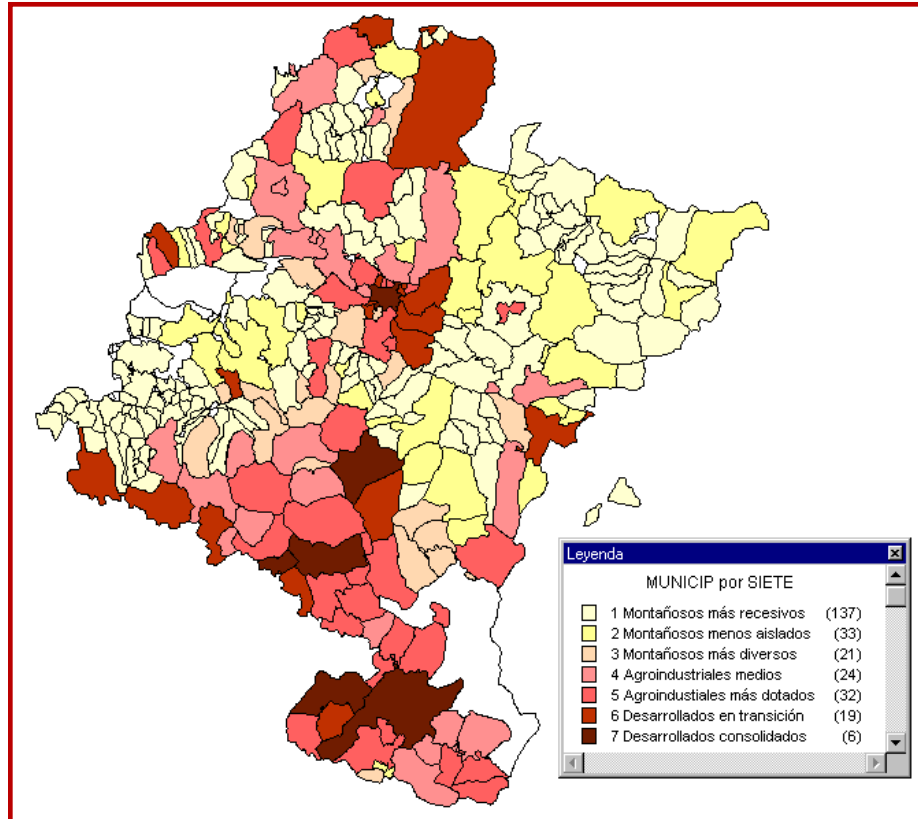 Leyenda
MUNICIP por SIETE
1 Montañosos más recesivos (137)
2 Montañosos menos aislados (33)
3 Montañosos más diversos (21)
4 Agroindustriales medios (24)
5 Agroindustiales más dotados (32)
6 Desarrollados en transición (19)
7 Desarrollados consolidados (6)